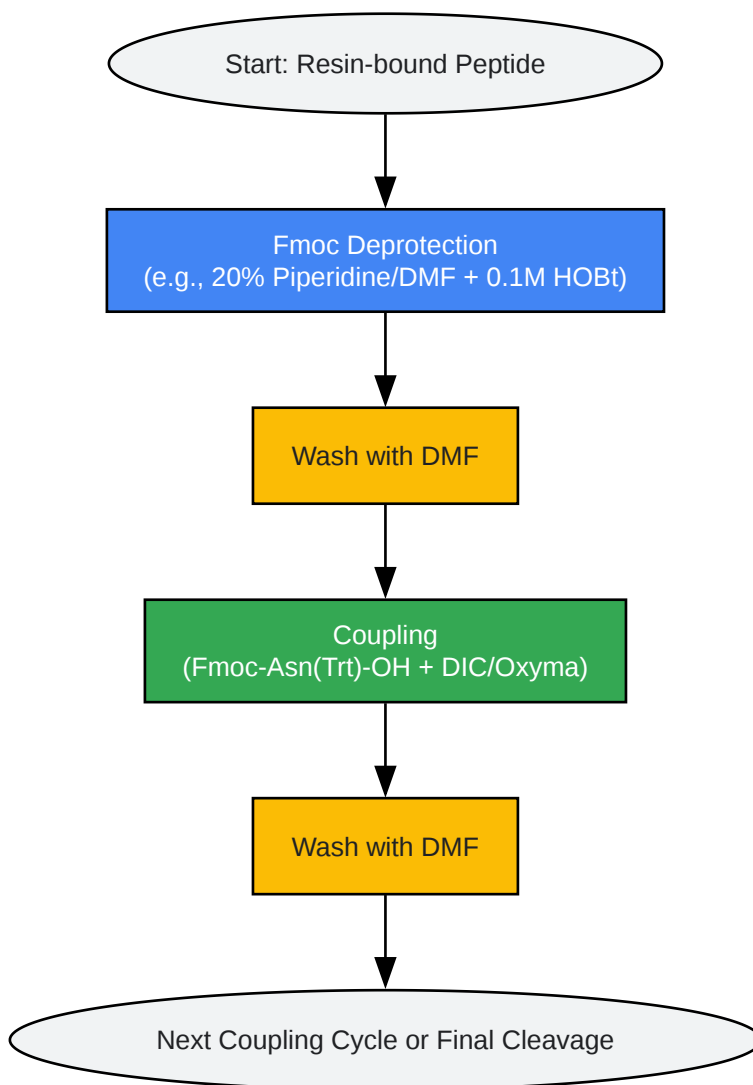 Start: Resin-bound Peptide
Fmoc Deprotection
(e.g., 20% Piperidine/DMF + 0.1M HOBt)
Wash with DMF
Coupling
(Fmoc-Asn(Trt)-OH + DIC/Oxyma)
Wash with DMF
Next Coupling Cycle or Final Cleavage